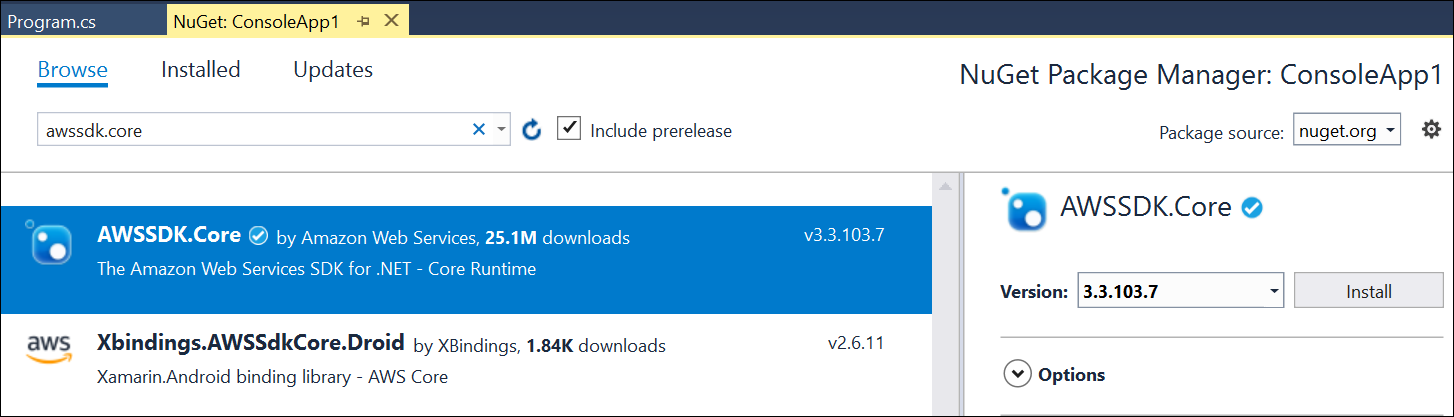 Program.cs
NuGet: ConsoleApp1
Browse Installed Updates
NuGet Package Manager: ConsoleApp1
awssdk.core
Include prerelease
Package source: nuget.org
AWSSDK.Core by Amazon Web Services, 25.1M downloads v3.3.103.7
The Amazon Web Services SDK for .NET - Core Runtime
aws
Xbindings.AWSSdkCore.Droid by XBindings, 1.84K downloads v2.6.11
Xamarin.Android binding library - AWS Core
AWSSDK.Core
Version: 3.3.103.7 Install
Options